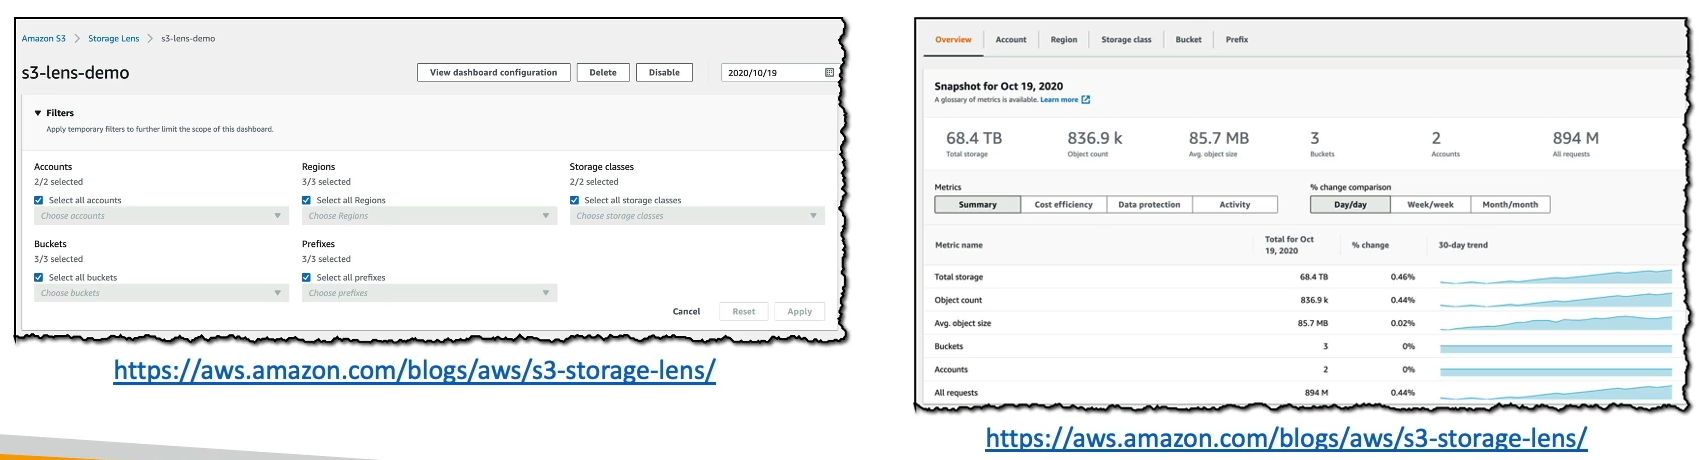 Amazon S3 > Storage Lens > s3-lens-demo
s3-lens-demo
View dashboard configuration Delete Disable 2020/10/19
Filters
Apply temporary filters to further limit the scope of this dashboard.
Accounts Regions Storage classes
2/2 selected 3/3 selected 2/2 selected
Select all accounts Select all Regions Select all storage classes
Choose accounts Choose Regions Choose storage classes
Buckets Prefixes
3/3 selected 3/3 selected
Select all buckets Select all prefixes
Choose buckets Choose prefixes
Cancel Reset Apply
https://aws.amazon.com/blogs/aws/s3-storage-lens/
Overview Account Region Storage class Bucket Prefix
Snapshot for Oct 19, 2020
A glossary of metrics is available. Learn more
68.4 TB 836.9 k 85.7 MB 3 2 894 M
Total storage Object count Avg. object size Buckets Accounts All requests
Metrics % change comparison
Summary Cost efficiency Data protection Activity Day/day Week/week Month/month
Metric name Total for Oct 19, 2020 % change 30-day trend
Total storage 68.4 TB 0.46%
Object count 836.9 k 0.44%
Avg. object size 85.7 MB 0.02%
Buckets 3 0%
Accounts 2 0%
All requests 894 M 0.44%
https://aws.amazon.com/blogs/aws/s3-storage-lens/